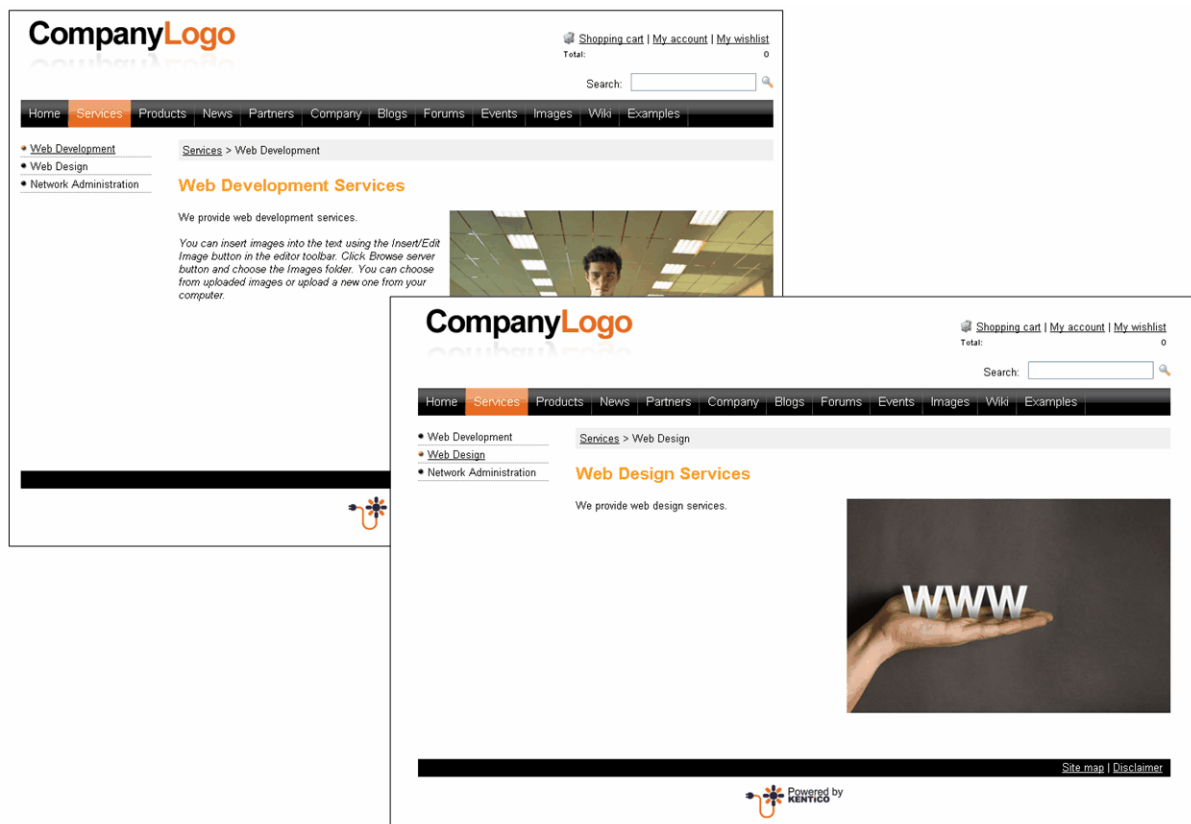 CompanyLogo
Shopping cart | My account | My wishlist
Total: 0
Search:
Home Services Products News Partners Company Blogs Forums Events Images Wiki Examples
Web Development
Web Design
Network Administration
Services > Web Development
Web Development Services
We provide web development services.
You can insert images into the text using the Insert/Edit
Image button in the editor toolbar. Click Browse server
button and choose the Images folder. You can choose
from uploaded images or upload a new one from your
computer.
CompanyLogo
Shopping cart | My account | My wishlist
Total: 0
Search:
Home Services Products News Partners Company Blogs Forums Events Images Wiki Examples
Web Development
Web Design
Network Administration
Services > Web Design
Web Design Services
We provide web design services.
WWW
Site map | Disclaimer
Powered by
KENTICO